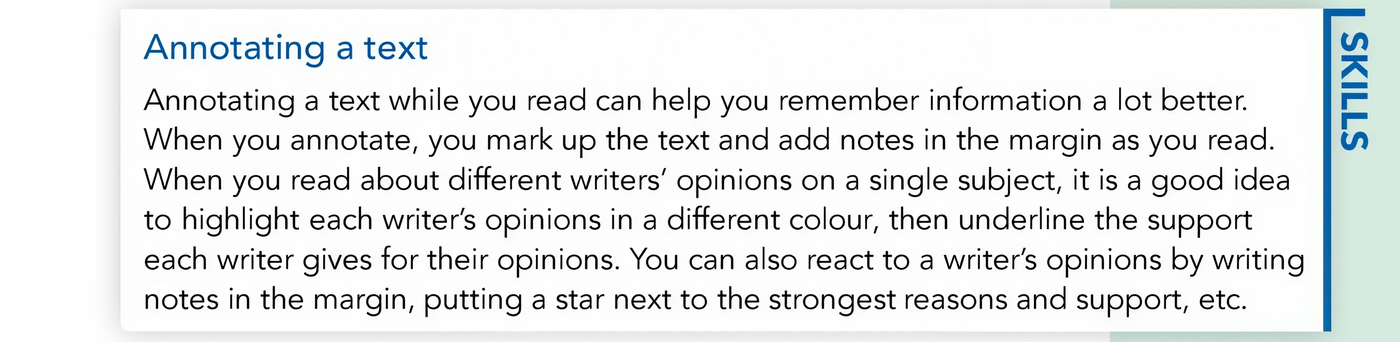 Annotating a text
Annotating a text while you read can help you remember information a lot better.
When you annotate, you mark up the text and add notes in the margin as you read.
When you read about different writers’ opinions on a single subject, it is a good idea
to highlight each writer’s opinions in a different colour, then underline the support
each writer gives for their opinions. You can also react to a writer’s opinions by writing
notes in the margin, putting a star next to the strongest reasons and support, etc.
SKILLS